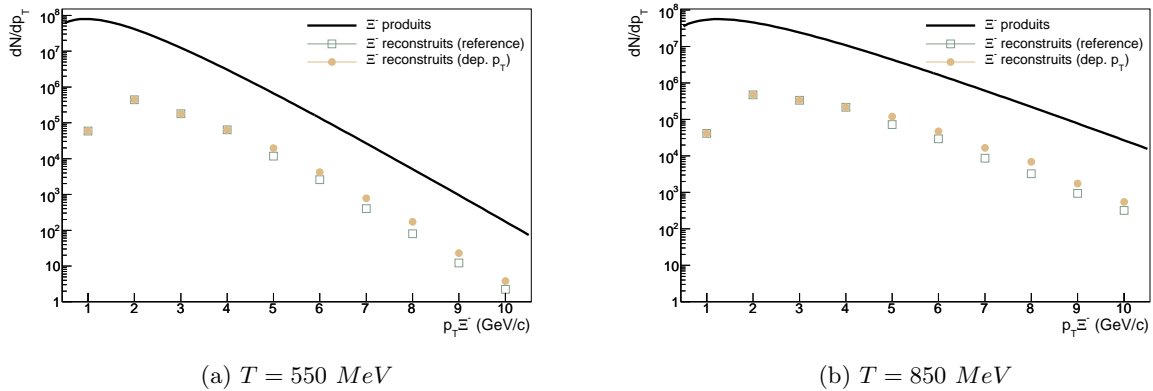 dN/dp_T
10^8
10^7
10^6
10^5
10^4
10^3
10^2
10
1
1 2 3 4 5 6 7 8 9 10
p_T Ξ^- (GeV/c)
Ξ^- produits
Ξ^- reconstruits (reference)
Ξ^- reconstruits (dep. p_T)
(a) T = 550 MeV
dN/dp_T
10^8
10^7
10^6
10^5
10^4
10^3
10^2
10
1
1 2 3 4 5 6 7 8 9 10
p_T Ξ^- (GeV/c)
Ξ^- produits
Ξ^- reconstruits (reference)
Ξ^- reconstruits (dep. p_T)
(b) T = 850 MeV